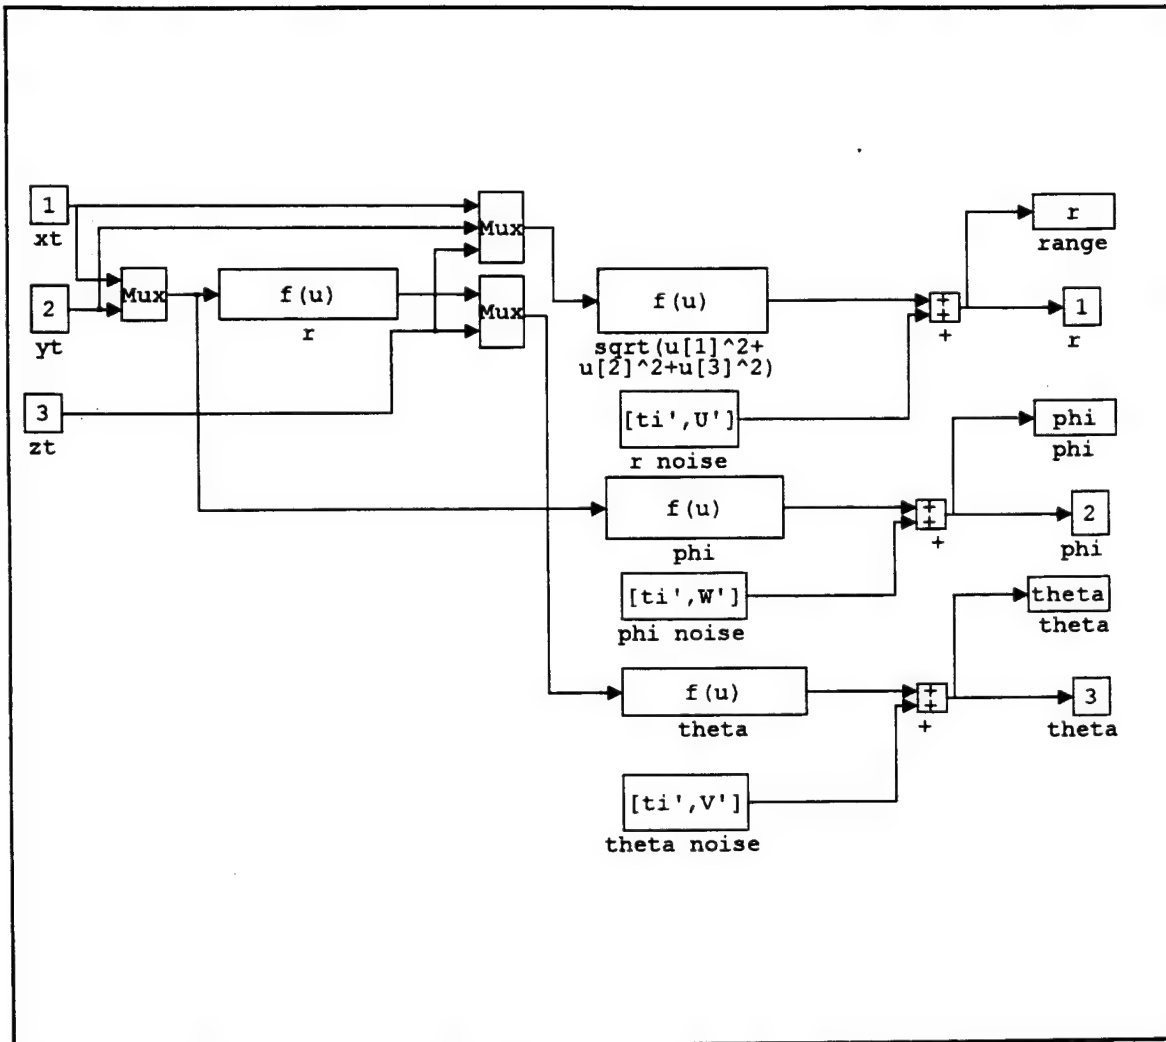 1
xt
2
yt
3
zt
Mux
f(u)
r
Mux
Mux
f(u)
sqrt(u[1]^2+
u[2]^2+u[3]^2)
[ti',U']
r noise
+
+
+
r
range
1
r
f(u)
phi
[ti',W']
phi noise
+
+
+
phi
phi
2
phi
f(u)
theta
[ti',V']
theta noise
+
+
+
theta
theta
3
theta